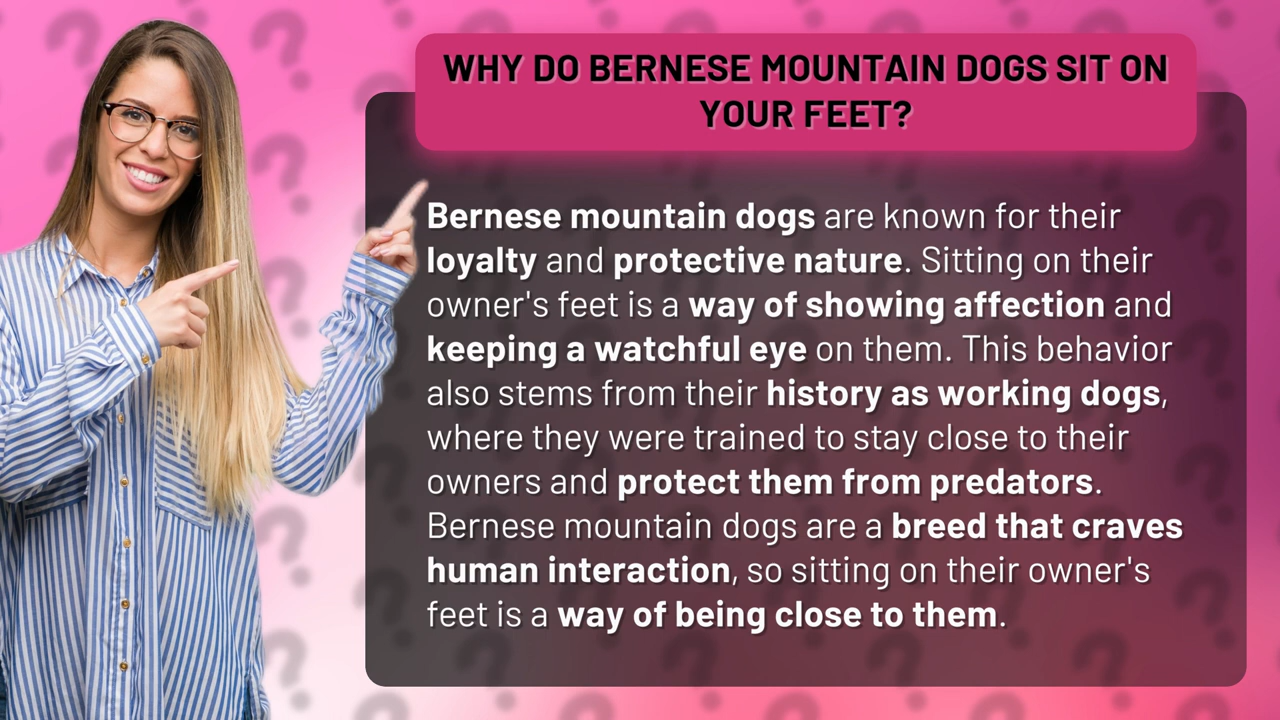 WHY DO BERNESE MOUNTAIN DOGS SIT ON
YOUR FEET?
Bernese mountain dogs are known for their
loyalty and protective nature. Sitting on their
owner's feet is a way of showing affection and
keeping a watchful eye on them. This behavior
also stems from their history as working dogs,
where they were trained to stay close to their
owners and protect them from predators.
Bernese mountain dogs are a breed that craves
human interaction, so sitting on their owner's
feet is a way of being close to them.